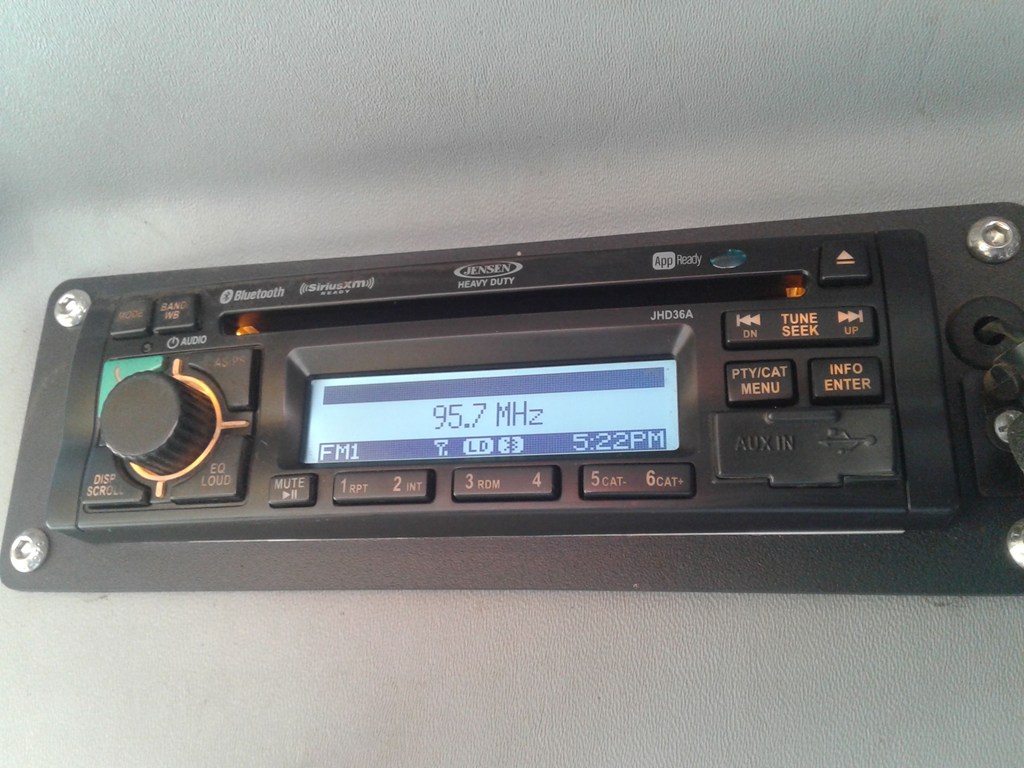 MODE
BAND
WB
Bluetooth
((SiriusXm))
READY
JENSEN
HEAVY DUTY
App Ready
JHD36A
AUDIO
AS/PS
DISP
SCROLL
EQ
LOUD
95.7 MHz
FM1 LD 5:22PM
DN TUNE UP
SEEK
PTY/CAT
MENU
INFO
ENTER
AUX IN
MUTE
1 RPT 2 INT
3 RDM 4
5 CAT- 6 CAT+